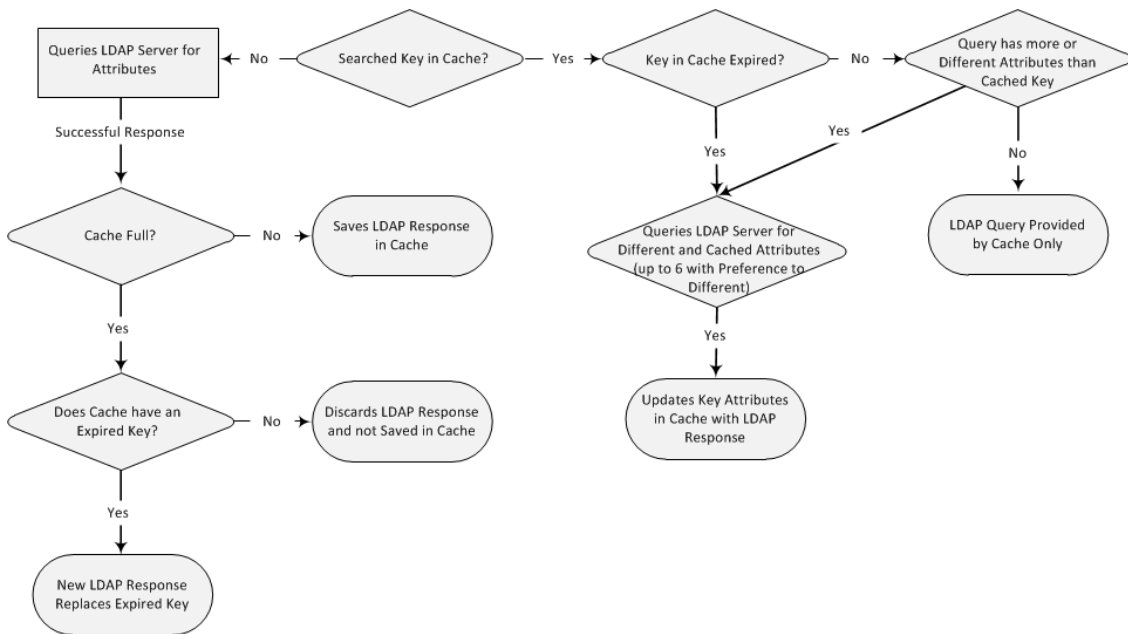 Queries LDAP Server for
Attributes
No
Searched Key in Cache?
Yes
Key in Cache Expired?
No
Query has more or
Different Attributes than
Cached Key
Successful Response
Yes
Yes
No
Cache Full?
No
Saves LDAP Response
in Cache
Queries LDAP Server for
Different and Cached Attributes
(up to 6 with Preference to
Different)
LDAP Query Provided
by Cache Only
Yes
Yes
Does Cache have an
Expired Key?
No
Discards LDAP Response
and not Saved in Cache
Updates Key Attributes
in Cache with LDAP
Response
Yes
New LDAP Response
Replaces Expired Key